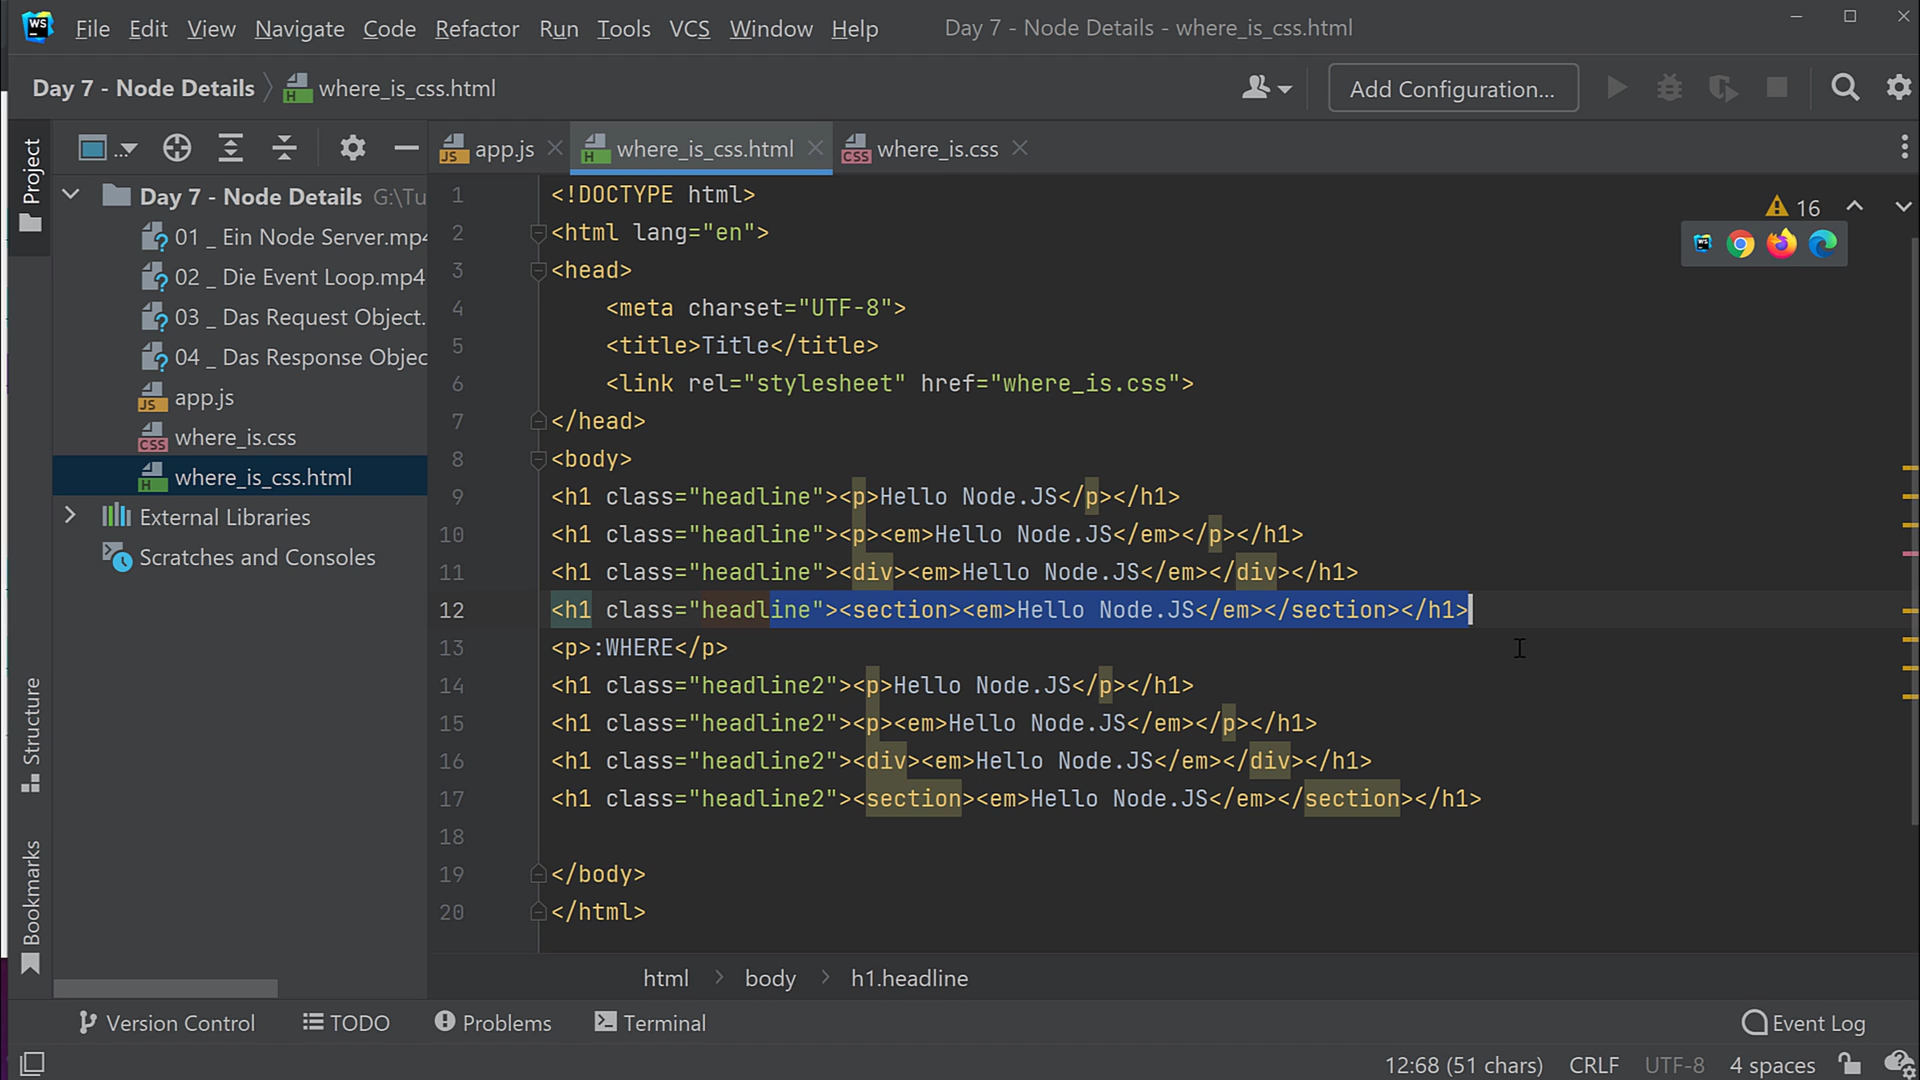 File Edit View Navigate Code Refactor Run Tools VCS Window Help Day 7 - Node Details - where_is_css.html
Day 7 - Node Details where_is_css.html Add Configuration...
Project
app.js where_is_css.html where_is.css
Day 7 - Node Details G:\Tu
01 _ Ein Node Server.mp4
02 _ Die Event Loop.mp4
03 _ Das Request Object.
04 _ Das Response Objec
app.js
where_is.css
where_is_css.html
External Libraries
Scratches and Consoles
16
1 <!DOCTYPE html>
2 <html lang="en">
3 <head>
4 <meta charset="UTF-8">
5 <title>Title</title>
6 <link rel="stylesheet" href="where_is.css">
7 </head>
8 <body>
9 <h1 class="headline"><p>Hello Node.JS</p></h1>
10 <h1 class="headline"><p><em>Hello Node.JS</em></p></h1>
11 <h1 class="headline"><div><em>Hello Node.JS</em></div></h1>
12 <h1 class="headline"><section><em>Hello Node.JS</em></section></h1>
13 <p>:WHERE</p>
14 <h1 class="headline2"><p>Hello Node.JS</p></h1>
15 <h1 class="headline2"><p><em>Hello Node.JS</em></p></h1>
16 <h1 class="headline2"><div><em>Hello Node.JS</em></div></h1>
17 <h1 class="headline2"><section><em>Hello Node.JS</em></section></h1>
18
19 </body>
20 </html>
Structure
Bookmarks
html body h1.headline
Version Control TODO Problems Terminal Event Log
12:68 (51 chars) CRLF UTF-8 4 spaces